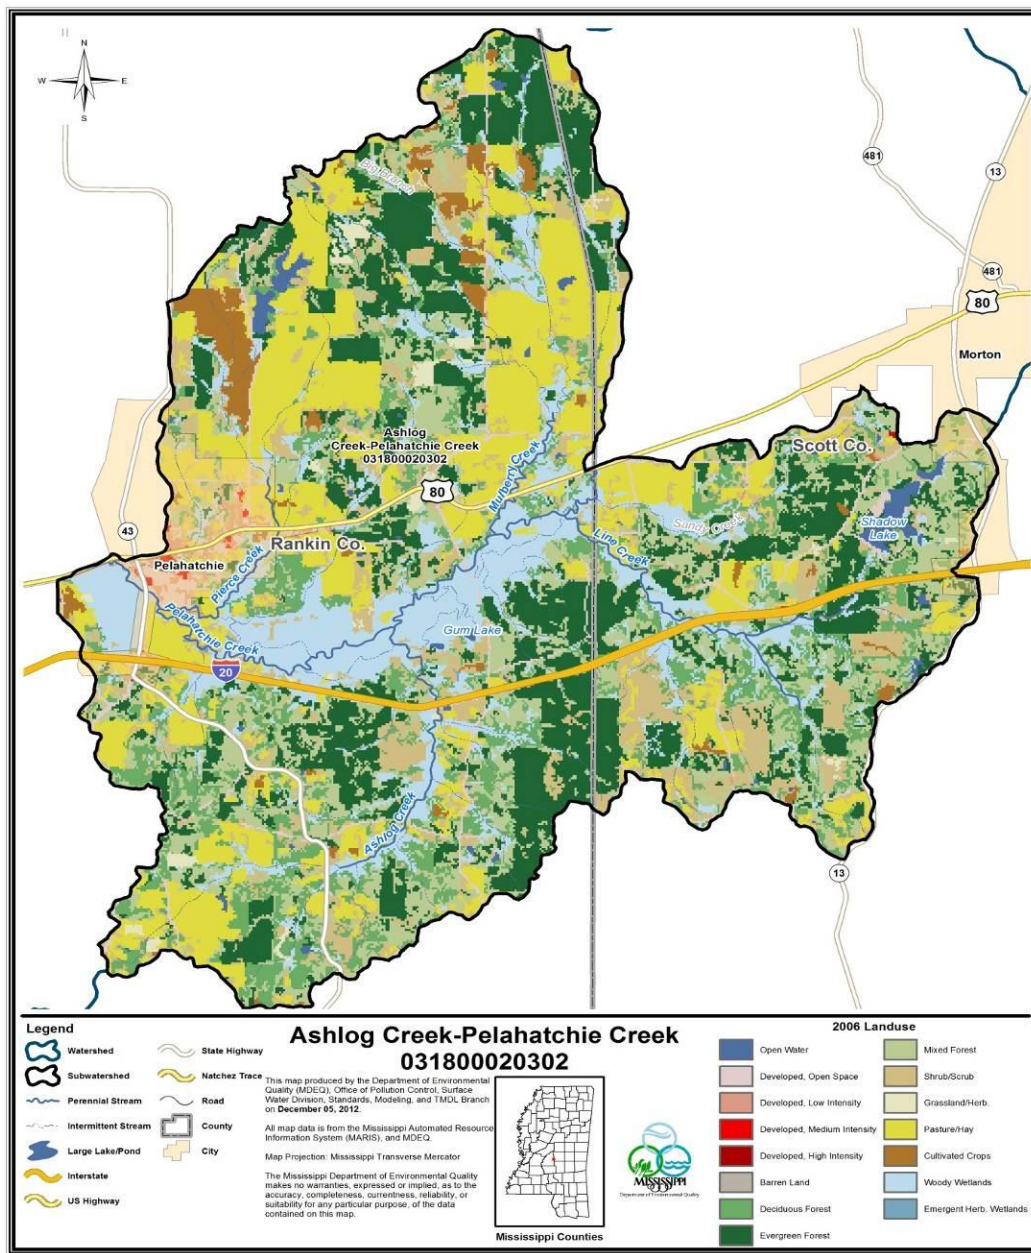 N
W E
S
481
13
481
80
Morton
Big Branch
Ashlog
Creek-Pelahatchie Creek
031800020302
Scott Co.
Mulberry Creek
80
43
Sandy Creek
Shadow
Lake
Line Creek
Rankin Co.
Pelahatchie
Pierce Creek
Pelahatchie Creek
Gum Lake
20
Ashlog Creek
13
Legend
Watershed
Subwatershed
Perennial Stream
Intermittent Stream
Large Lake/Pond
Interstate
US Highway
State Highway
Natchez Trace
Road
County
City
Ashlog Creek-Pelahatchie Creek
031800020302
This map produced by the Department of Environmental
Quality (MDEQ), Office of Pollution Control, Surface
Water Division, Standards, Modeling, and TMDL Branch
on December 05, 2012.
All map data is from the Mississippi Automated Resource
Information System (MARIS), and MDEQ.
Map Projection: Mississippi Transverse Mercator
The Mississippi Department of Environmental Quality
makes no warranties, expressed or implied, as to the
accuracy, completeness, currentness, reliability, or
suitability for any particular purpose, of the data
contained on this map.
Mississippi Counties
MISSISSIPPI
Department of Environmental Quality
2006 Landuse
Open Water
Developed, Open Space
Developed, Low Intensity
Developed, Medium Intensity
Developed, High Intensity
Barren Land
Deciduous Forest
Evergreen Forest
Mixed Forest
Shrub/Scrub
Grassland/Herb.
Pasture/Hay
Cultivated Crops
Woody Wetlands
Emergent Herb. Wetlands